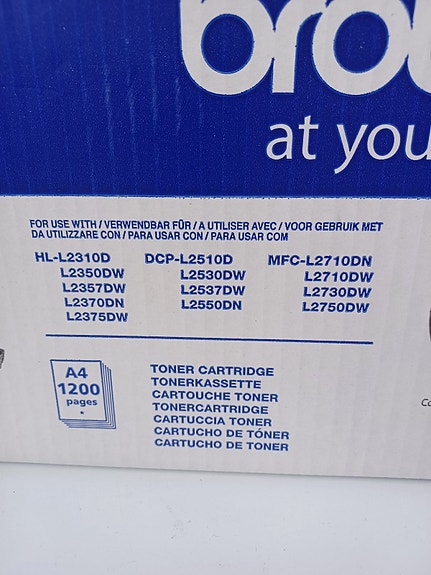 bro
at you
FOR USE WITH / VERWENDBAR FÜR / A UTILISER AVEC / VOOR GEBRUIK MET
DA UTILIZZARE CON / PARA USAR CON / PARA USAR COM
HL-L2310D DCP-L2510D MFC-L2710DN
L2350DW L2530DW L2710DW
L2357DW L2537DW L2730DW
L2370DN L2550DN L2750DW
L2375DW
A4
1200
pages
TONER CARTRIDGE
TONERKASSETTE
CARTOUCHE TONER
TONERCARTRIDGE
CARTUCCIA TONER
CARTUCHO DE TÓNER
CARTUCHO DE TONER